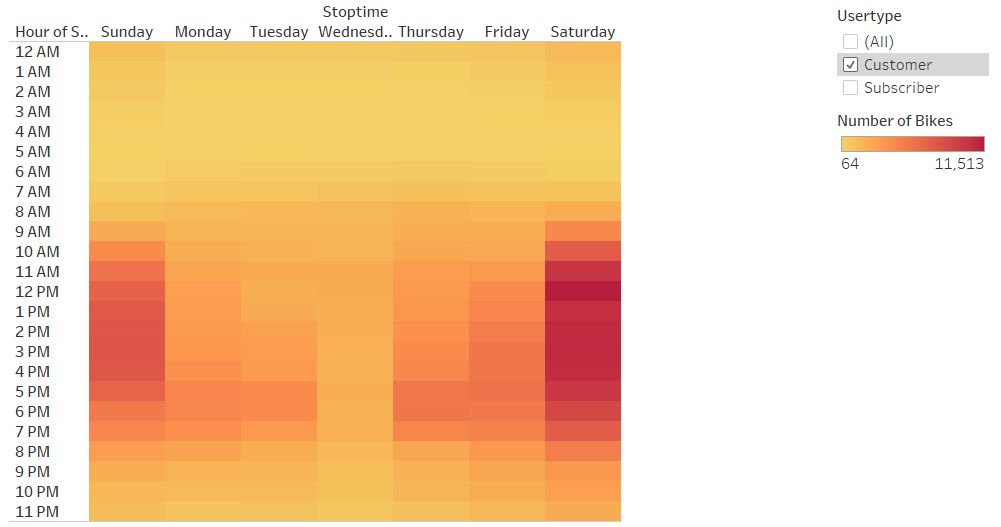 Stoptime
Hour of S.. Sunday Monday Tuesday Wednesd.. Thursday Friday Saturday
12 AM
1 AM
2 AM
3 AM
4 AM
5 AM
6 AM
7 AM
8 AM
9 AM
10 AM
11 AM
12 PM
1 PM
2 PM
3 PM
4 PM
5 PM
6 PM
7 PM
8 PM
9 PM
10 PM
11 PM
Usertype
(All)
Customer
Subscriber
Number of Bikes
64 11,513